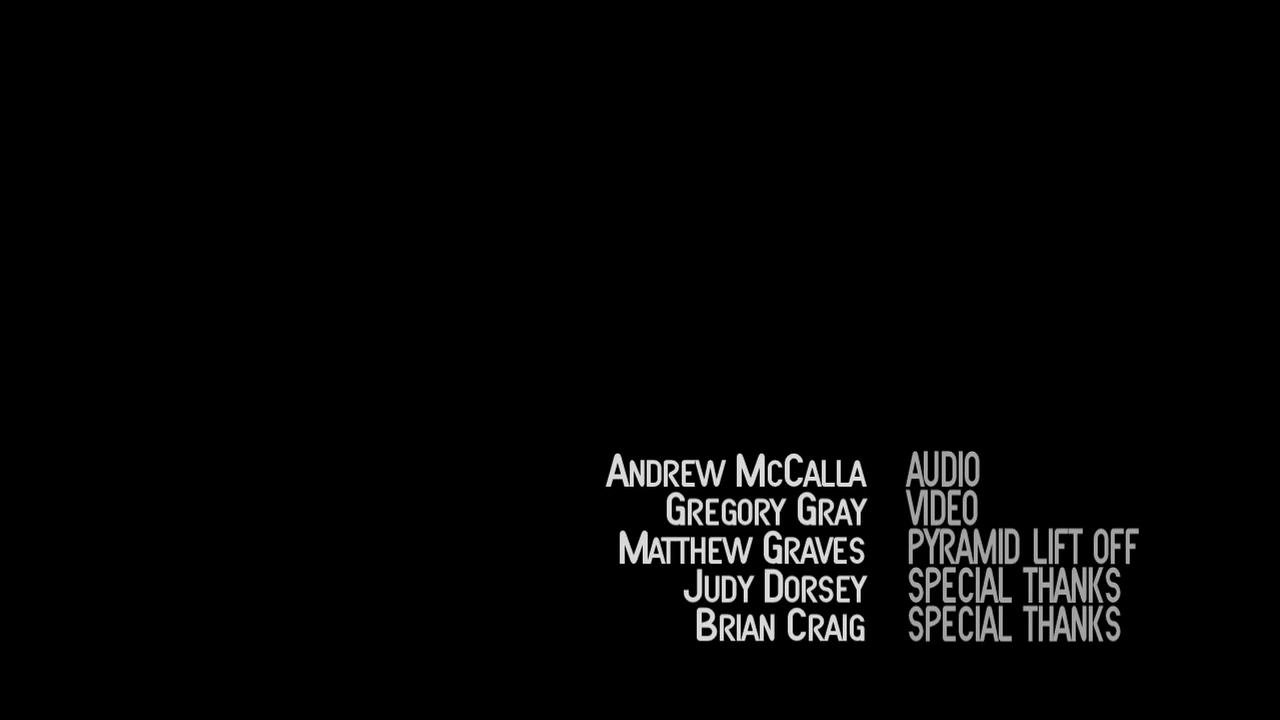 Andrew McCalla AUDIO
Gregory Gray VIDEO
Matthew Graves PYRAMID LIFT OFF
Judy Dorsey SPECIAL THANKS
Brian Craig SPECIAL THANKS